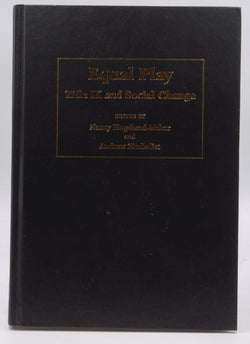 Equal Play
Title IX and Social Change
EDITED BY
Nancy Hogshead-Makar
and
Andrew Zimbalist